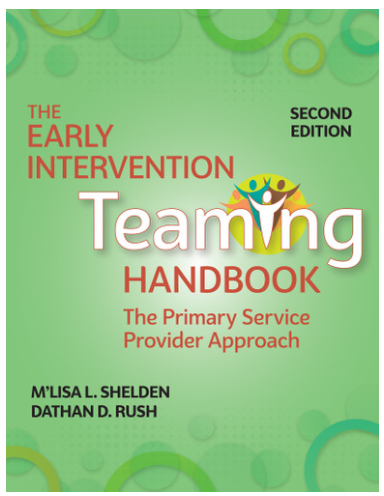 THE
EARLY
INTERVENTION
SECOND
EDITION
Teaming
HANDBOOK
The Primary Service
Provider Approach
M'LISA L. SHELDEN
DATHAN D. RUSH